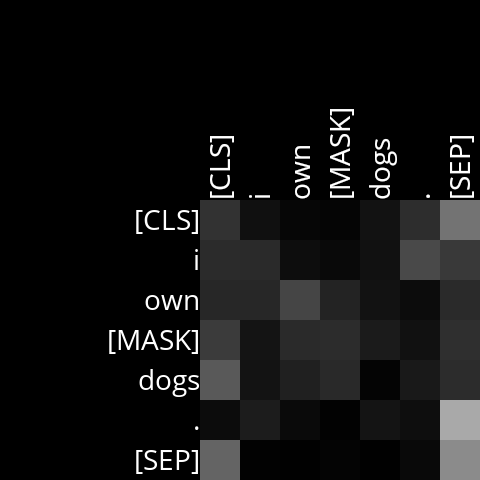 [CLS] i own [MASK] dogs . [SEP]
[CLS]
i
own
[MASK]
dogs
.
[SEP]